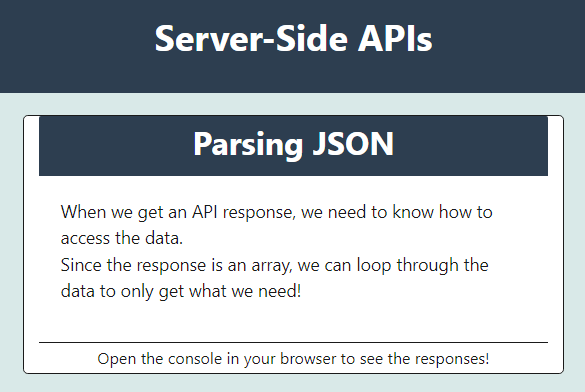 Server-Side APIs
Parsing JSON
When we get an API response, we need to know how to
access the data.
Since the response is an array, we can loop through the
data to only get what we need!
Open the console in your browser to see the responses!